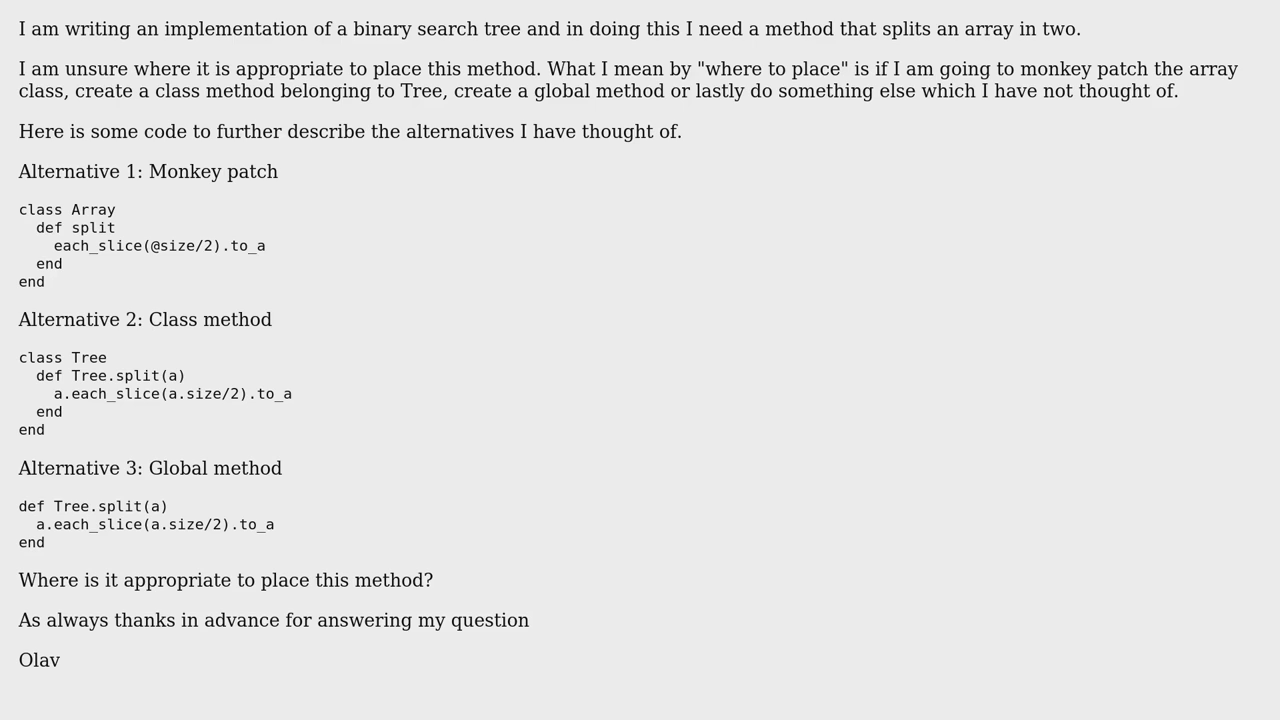 I am writing an implementation of a binary search tree and in doing this I need a method that splits an array in two.
I am unsure where it is appropriate to place this method. What I mean by "where to place" is if I am going to monkey patch the array
class, create a class method belonging to Tree, create a global method or lastly do something else which I have not thought of.
Here is some code to further describe the alternatives I have thought of.
Alternative 1: Monkey patch
class Array
  def split
    each_slice(@size/2).to_a
  end
end
Alternative 2: Class method
class Tree
  def Tree.split(a)
    a.each_slice(a.size/2).to_a
  end
end
Alternative 3: Global method
def Tree.split(a)
  a.each_slice(a.size/2).to_a
end
Where is it appropriate to place this method?
As always thanks in advance for answering my question
Olav